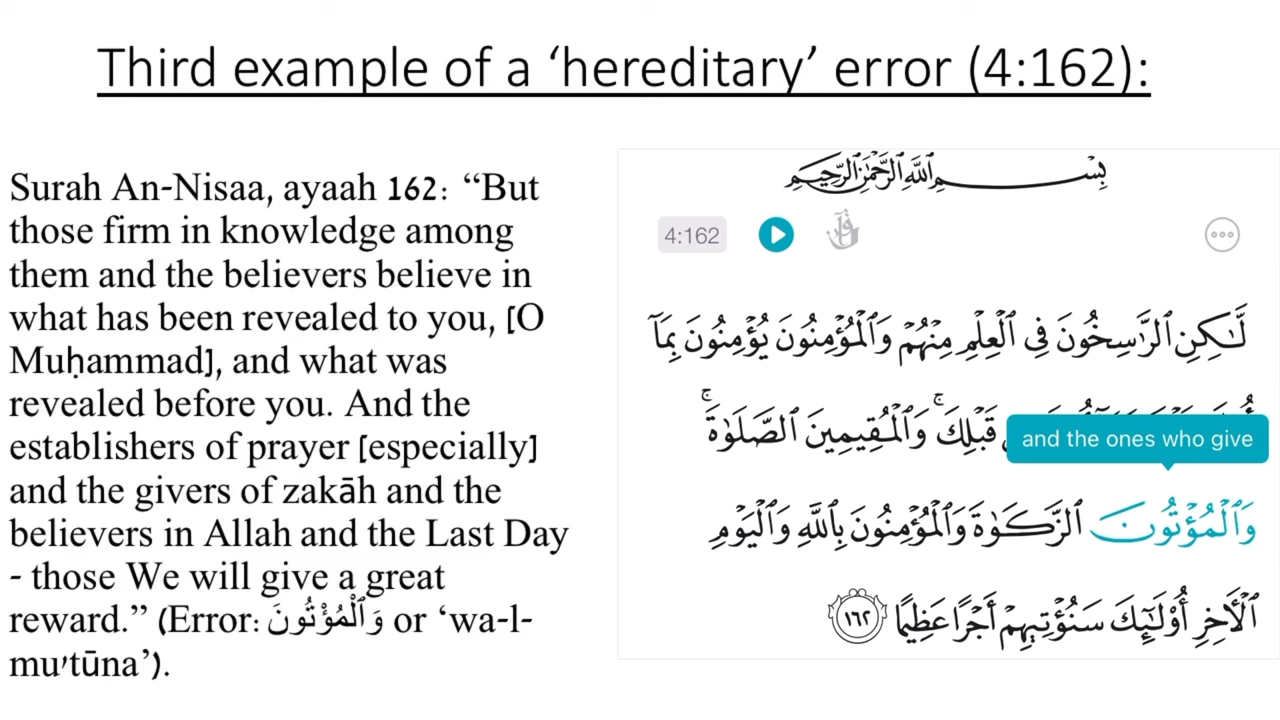 Third example of a ‘hereditary’ error (4:162):
Surah An-Nisaa, ayaah 162: “But
those firm in knowledge among
them and the believers believe in
what has been revealed to you, [O
Muḥammad], and what was
revealed before you. And the
establishers of prayer [especially]
and the givers of zakāh and the
believers in Allah and the Last Day
- those We will give a great
reward.” (Error: وَٱلْمُؤْتُونَ or ‘wa-l-
mu'tūna’).
بِسْمِ ٱللَّهِ ٱلرَّحْمَٰنِ ٱلرَّحِيمِ
4:162
لَّـٰكِنِ ٱلرَّٰسِخُونَ فِى ٱلْعِلْمِ مِنْهُمْ وَٱلْمُؤْمِنُونَ يُؤْمِنُونَ بِمَآ
قَبْلِكَ ۚ وَٱلْمُقِيمِينَ ٱلصَّلَوٰةَ ۚ
and the ones who give
وَٱلْمُؤْتُونَ ٱلزَّكَوٰةَ وَٱلْمُؤْمِنُونَ بِٱللَّهِ وَٱلْيَوْمِ
ٱلْـَٔاخِرِ أُو۟لَـٰٓئِكَ سَنُؤْتِيهِمْ أَجْرًا عَظِيمًا ١٦٢